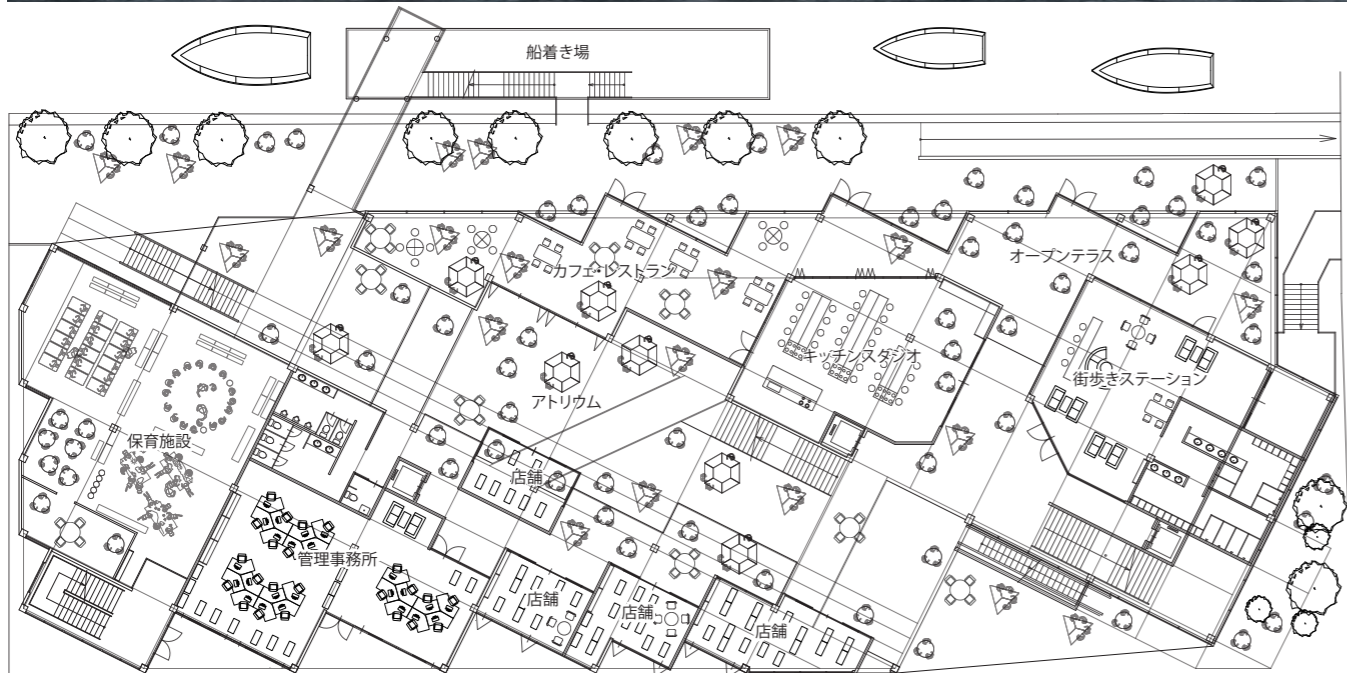 船着き場
オープンテラス
カフェ・レストラン
キッチンスタジオ
街歩きステーション
アトリウム
保育施設
店舗
管理事務所
店舗
店舗
店舗